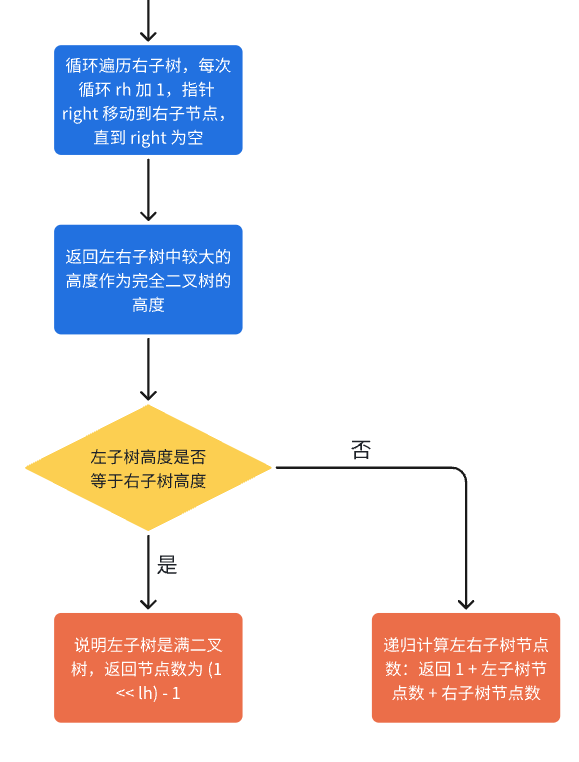 循环遍历右子树，每次
循环 rh 加 1，指针
right 移动到右子节点，
直到 right 为空
返回左右子树中较大的
高度作为完全二叉树的
高度
左子树高度是否
等于右子树高度
否
是
说明左子树是满二叉
树，返回节点数为 (1
<< lh) - 1
递归计算左右子树节点
数：返回 1 + 左子树节
点数 + 右子树节点数